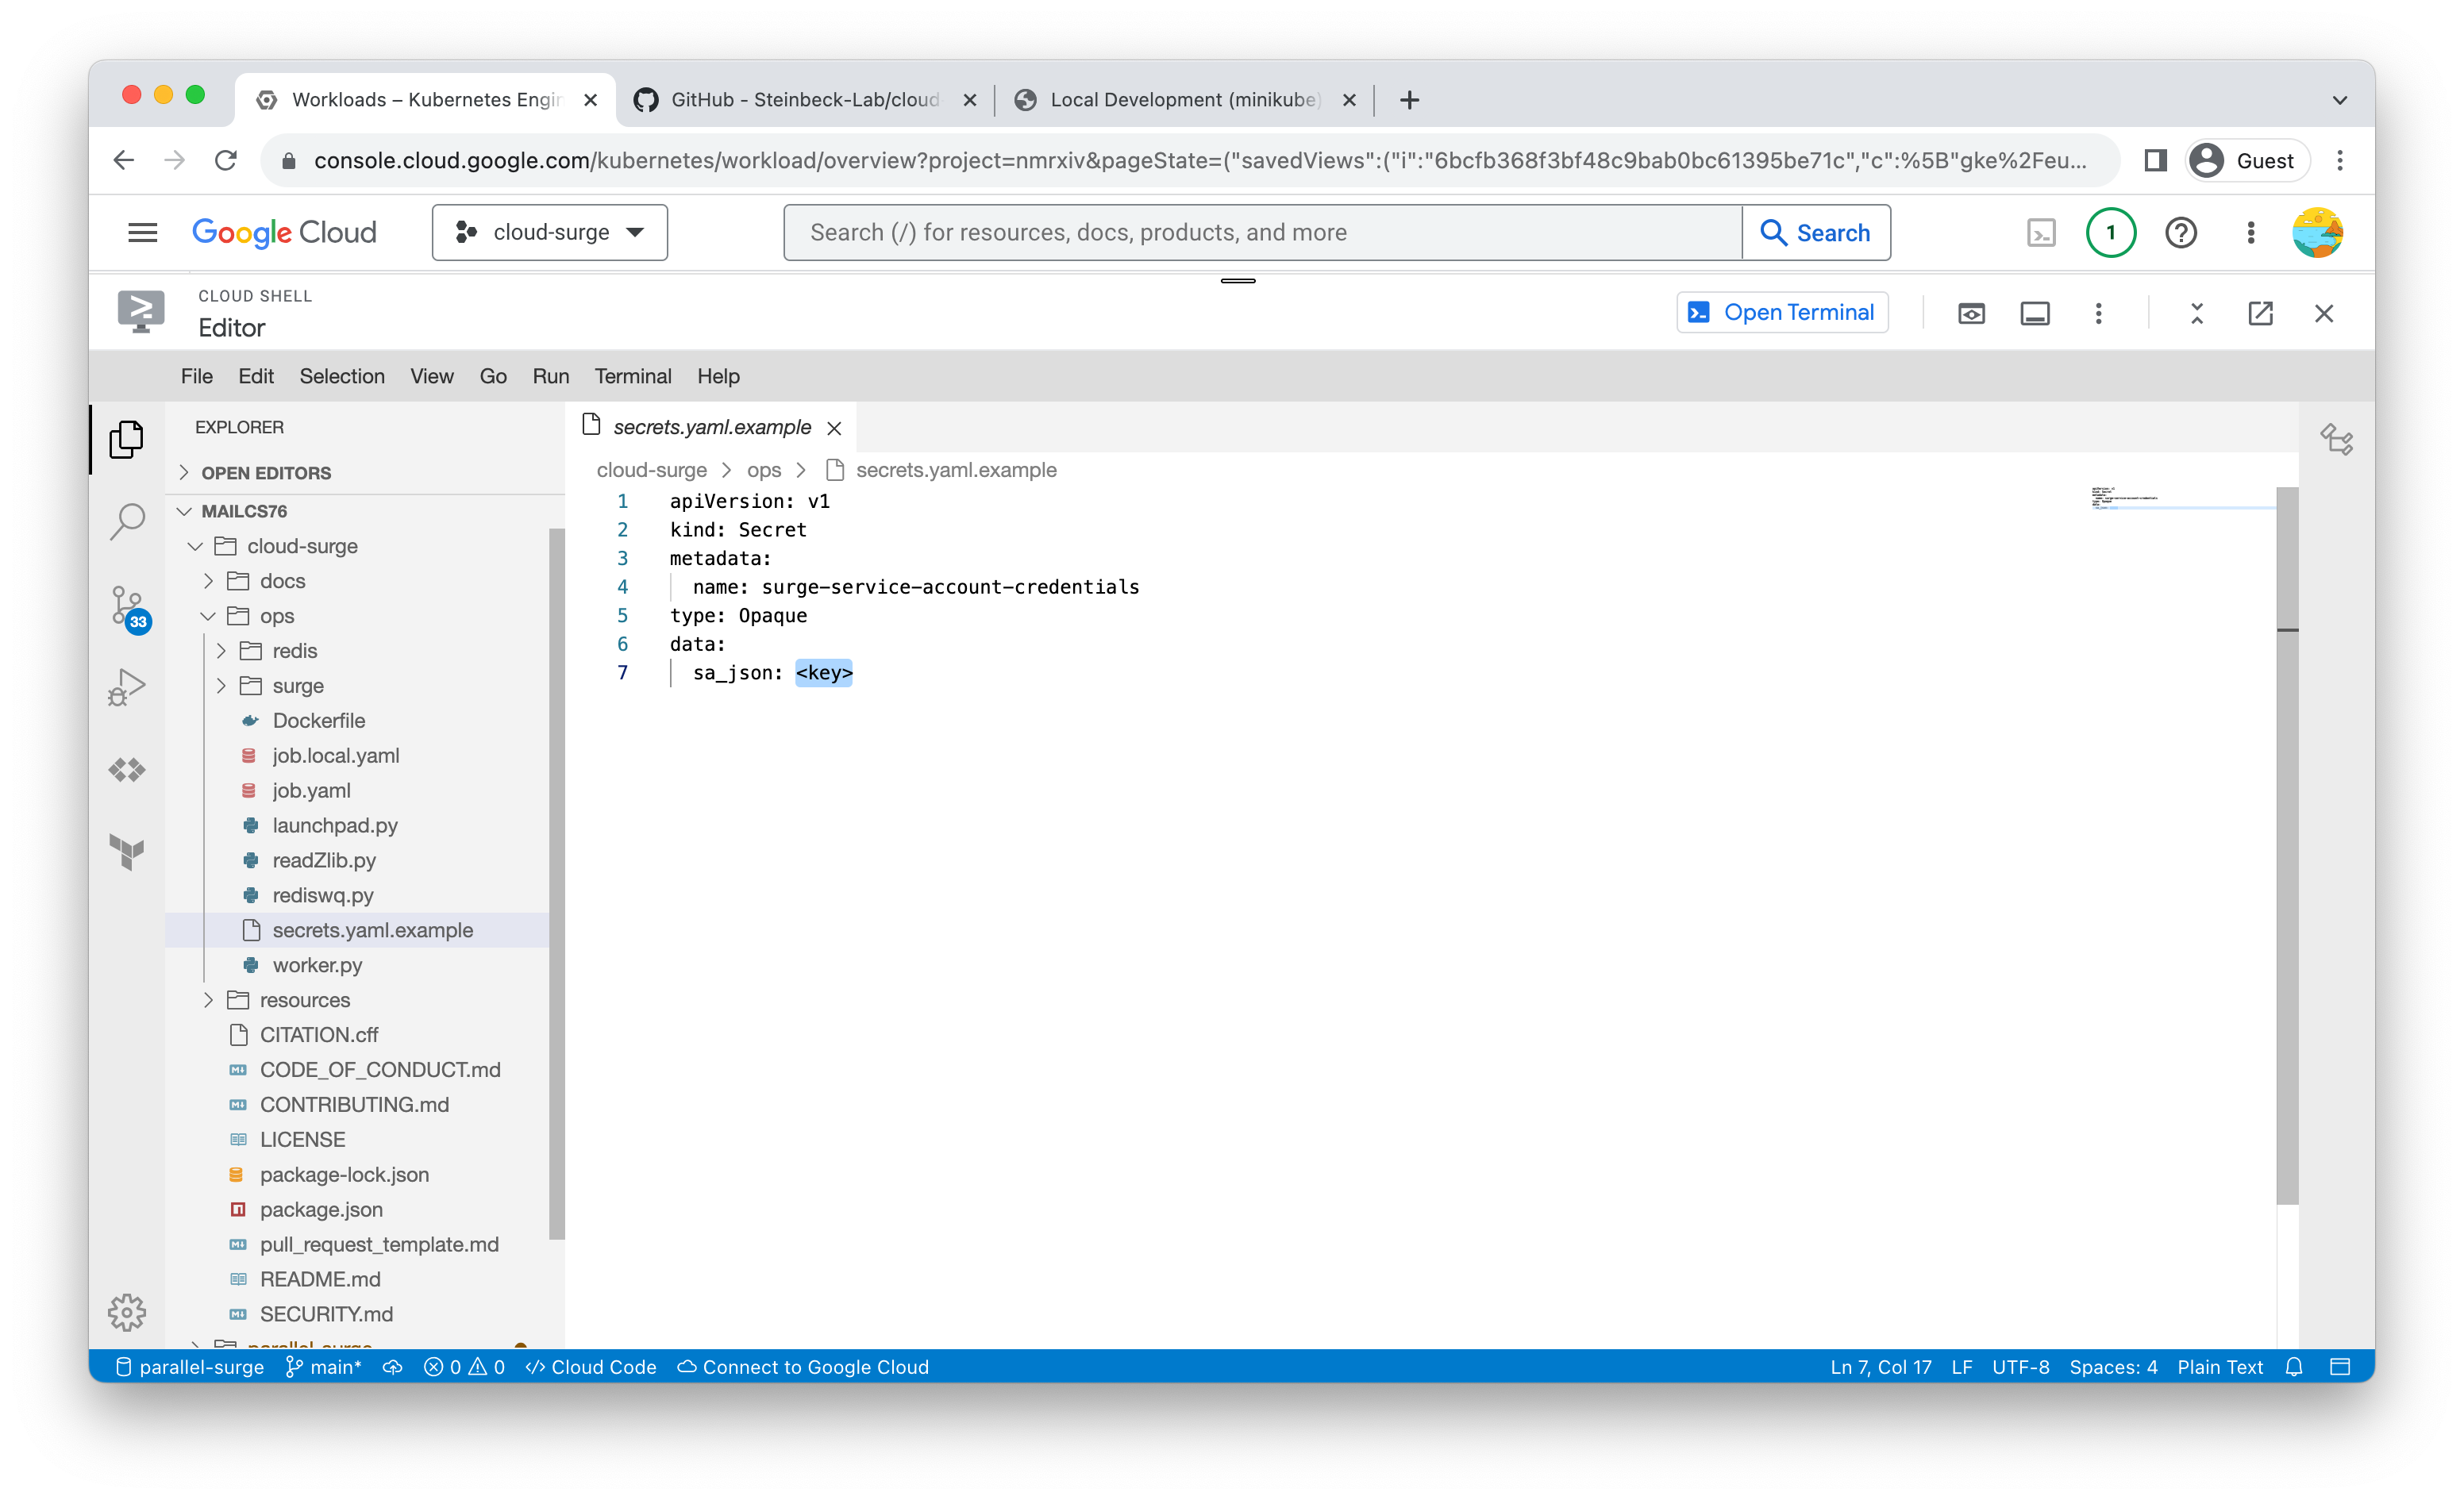 Workloads – Kubernetes Engin
GitHub - Steinbeck-Lab/cloud
Local Development (minikube)
console.cloud.google.com/kubernetes/workload/overview?project=nmrxiv&pageState=("savedViews":("i":"6bcfb368f3bf48c9bab0bc61395be71c","c":%5B"gke%2Feu...
Guest
Google Cloud
cloud-surge
Search (/) for resources, docs, products, and more
Search
1
CLOUD SHELL
Editor
Open Terminal
File Edit Selection View Go Run Terminal Help
EXPLORER
OPEN EDITORS
MAILCS76
cloud-surge
docs
ops
redis
surge
Dockerfile
job.local.yaml
job.yaml
launchpad.py
readZlib.py
rediswq.py
secrets.yaml.example
worker.py
resources
CITATION.cff
CODE_OF_CONDUCT.md
CONTRIBUTING.md
LICENSE
package-lock.json
package.json
pull_request_template.md
README.md
SECURITY.md
parallel-surge
33
secrets.yaml.example
cloud-surge > ops > secrets.yaml.example
1 apiVersion: v1
2 kind: Secret
3 metadata:
4 name: surge-service-account-credentials
5 type: Opaque
6 data:
7 sa_json: <key>
parallel-surge main* 0 0 </> Cloud Code Connect to Google Cloud
Ln 7, Col 17 LF UTF-8 Spaces: 4 Plain Text